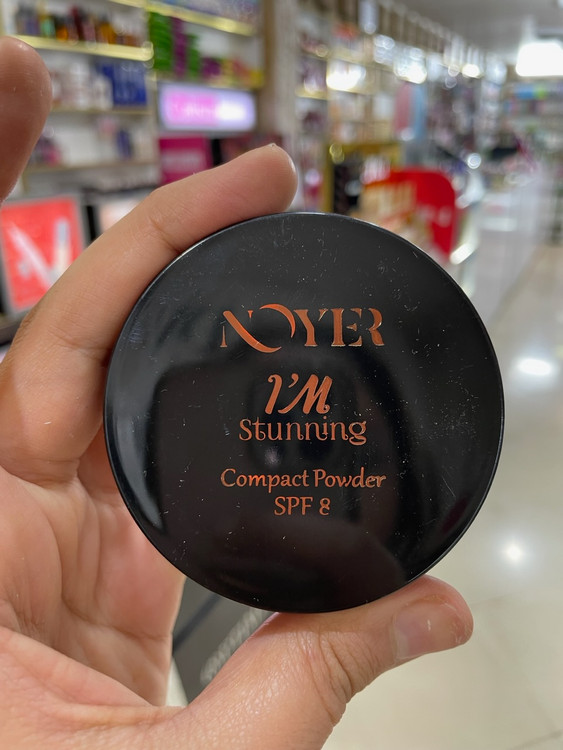 NOYER
I'M
Stunning
Compact Powder
SPF 8